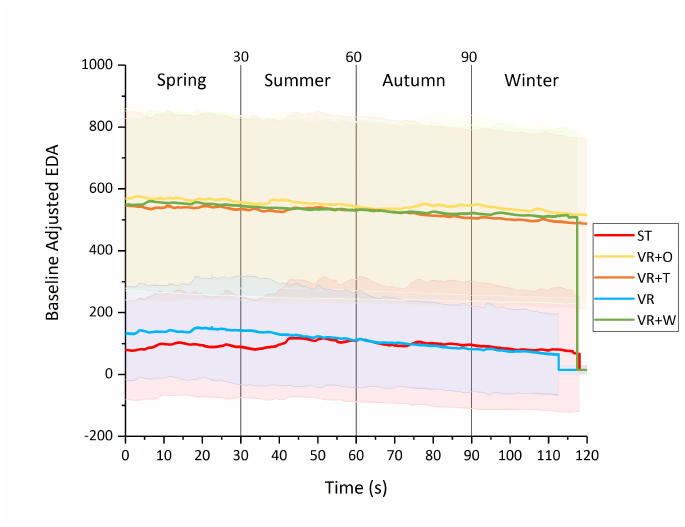 30 60 90
Spring Summer Autumn Winter
1000
800
600
400
200
0
-200
Baseline Adjusted EDA
0 10 20 30 40 50 60 70 80 90 100 110 120
Time (s)
ST
VR+O
VR+T
VR
VR+W